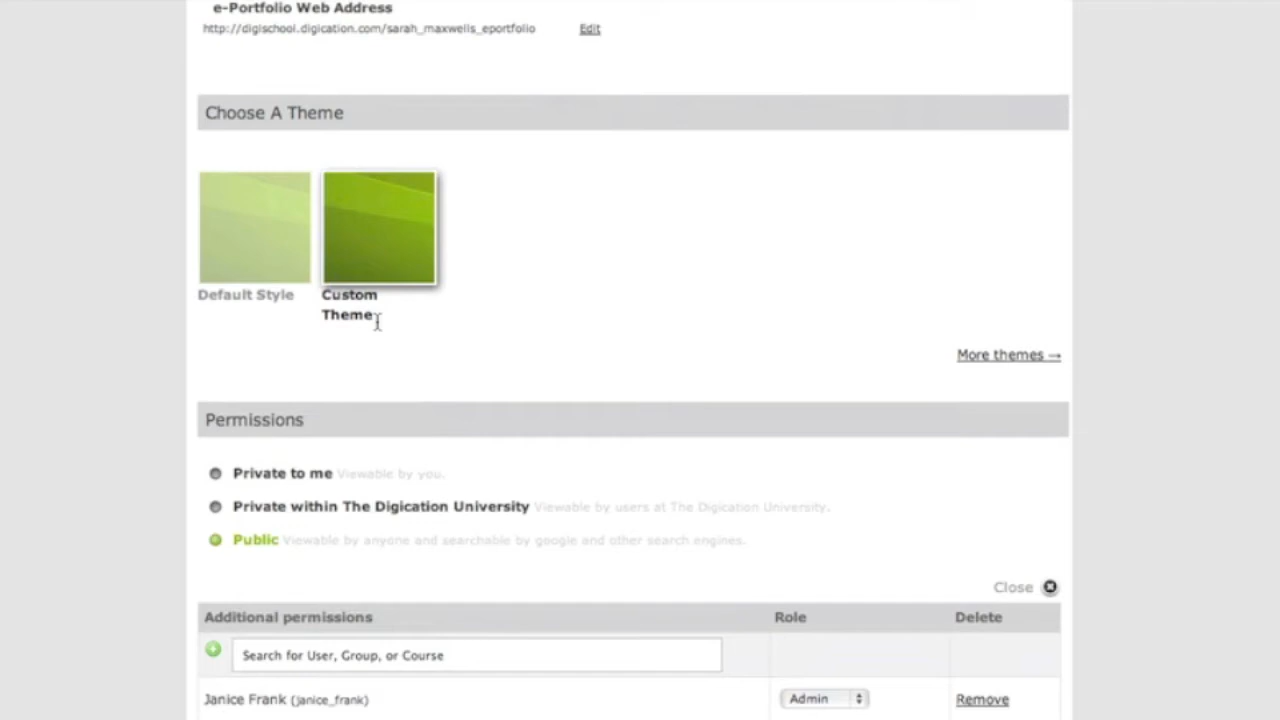 e-Portfolio Web Address
http://digischool.digication.com/sarah_maxwells_eportfolio Edit
Choose A Theme
Default Style
Custom
Theme
More themes →
Permissions
Private to me Viewable by you.
Private within The Digication University Viewable by users at The Digication University.
Public Viewable by anyone and searchable by google and other search engines.
Close
Additional permissions Role Delete
Search for User, Group, or Course
Janice Frank (janice_frank) Admin Remove